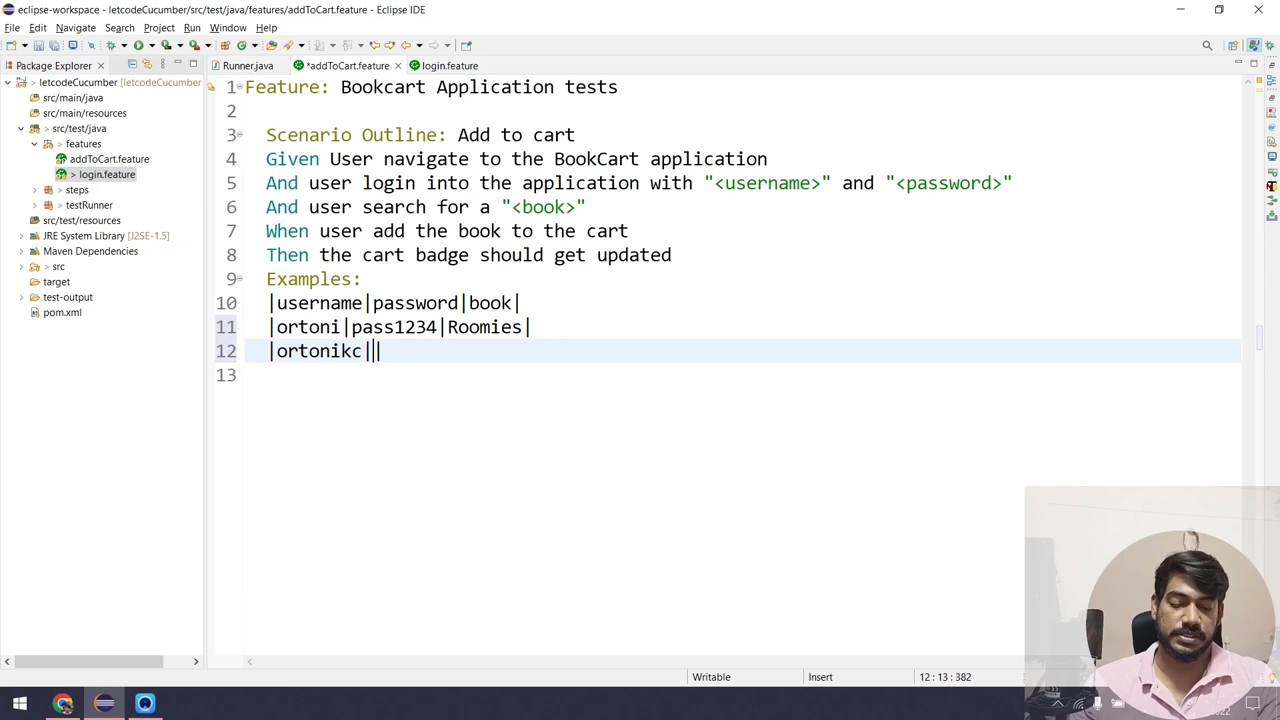 eclipse-workspace - letcodeCucumber/src/test/java/features/addToCart.feature - Eclipse IDE
File Edit Navigate Search Project Run Window Help
Package Explorer
Runner.java
*addToCart.feature
login.feature
> letcodeCucumber [letcodeCucumber
src/main/java
src/main/resources
> src/test/java
> features
addToCart.feature
> login.feature
> steps
> testRunner
src/test/resources
JRE System Library [J2SE-1.5]
Maven Dependencies
> src
target
> test-output
pom.xml
1 Feature: Bookcart Application tests
2
3 Scenario Outline: Add to cart
4 Given User navigate to the BookCart application
5 And user login into the application with "<username>" and "<password>"
6 And user search for a "<book>"
7 When user add the book to the cart
8 Then the cart badge should get updated
9 Examples:
10 |username|password|book|
11 |ortoni|pass1234|Roomies|
12 |ortonikc||
13
Writable
Insert
12 : 13 : 382